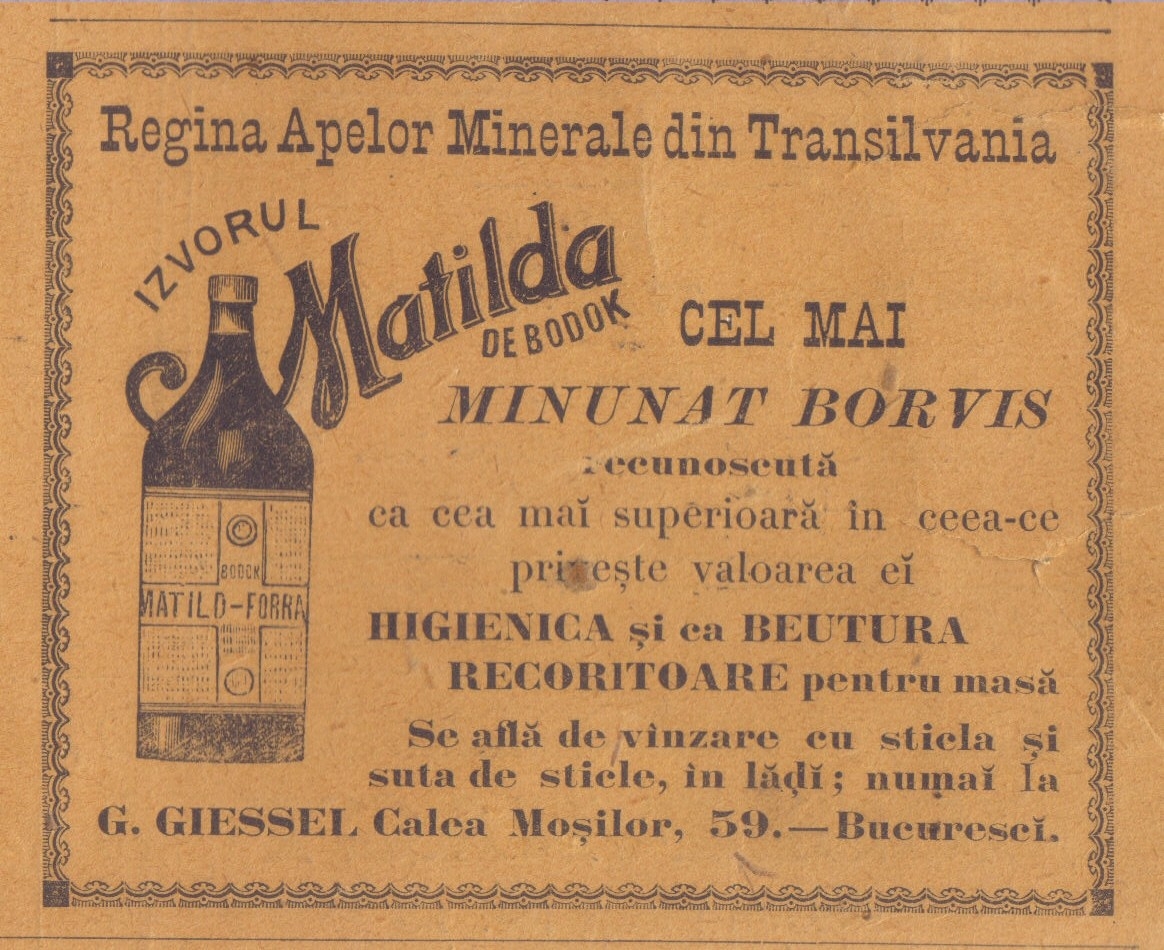 Regina Apelor Minerale din Transilvania
IZVORUL
Matilda
DE BODOK
CEL MAI
MINUNAT BORVIS
recunoscută
ca cea maĭ superioară în ceea-ce
privește valoarea eĭ
HIGIENICA și ca BEUTURA
RECORITOARE pentru masă
Se află de vînzare cu sticla și
suta de sticle, în lăḑĭ; numaĭ la
G. GIESSEL Calea Moșilor, 59.—Bucurescĭ.
BODOK
MATILD-FORRA